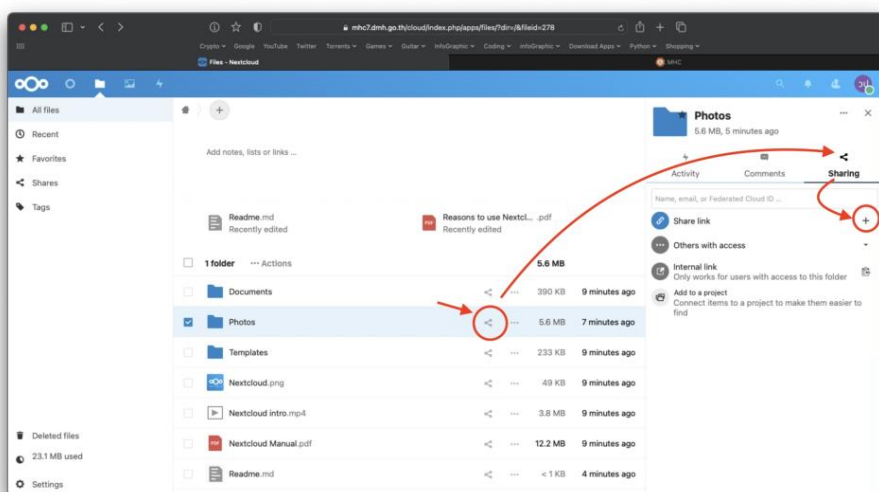 mhc7.dmh.go.th/cloud/index.php/apps/files/?dir=/&fileid=278
Crypto Google YouTube Twitter Torrents Games Guitar InfoGraphic Coding InfoGraphic Download Apps Python Shopping
Files - Nextcloud
MHC
All files
Recent
Favorites
Shares
Tags
Deleted files
23.1 MB used
Settings
Add notes, lists or links ...
Readme.md
Recently edited
Reasons to use Nextcl... .pdf
Recently edited
1 folder ••• Actions 5.6 MB
Documents 390 KB 9 minutes ago
Photos 5.6 MB 7 minutes ago
Templates 233 KB 9 minutes ago
Nextcloud.png 49 KB 9 minutes ago
Nextcloud intro.mp4 3.8 MB 9 minutes ago
PDF Nextcloud Manual.pdf 12.2 MB 9 minutes ago
Readme.md < 1 KB 4 minutes ago
Photos
5.6 MB, 5 minutes ago
Activity Comments Sharing
Name, email, or Federated Cloud ID ...
Share link
Others with access
Internal link
Only works for users with access to this folder
Add to a project
Connect items to a project to make them easier to
find